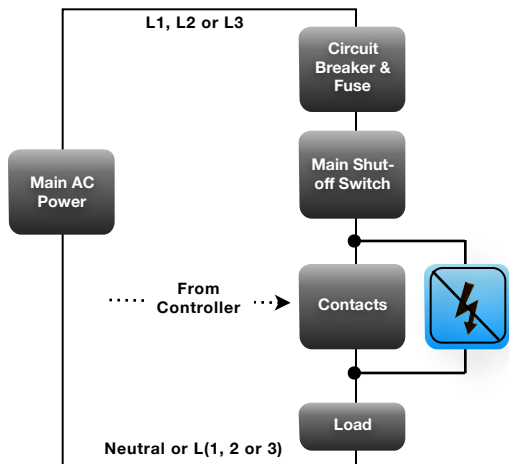 L1, L2 or L3
Circuit
Breaker &
Fuse
Main Shut-
off Switch
Main AC
Power
From
Controller
Contacts
Load
Neutral or L(1, 2 or 3)